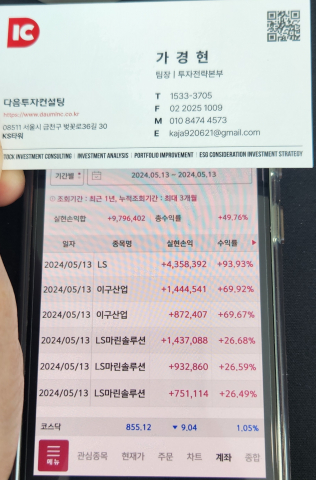 IC
가 경 현
팀장 | 투자전략본부
다음투자컨설팅
https://www.dauminc.co.kr
08511 서울시 금천구 벚꽃로36길 30
KS타워
T 1533-3705
F 02 2025 1009
M 010 8474 4573
E kaja920621@gmail.com
TOCK INVESTMENT CONSULTING | INVESTMENT ANALYSIS | PORTFOLIO IMPROVEMENT | ESG CONSIDERATION INVESTMENT STRATEGY
기간별 2024.05.13 ~ 2024.05.13
조회기간 : 최근 1년, 누적조회기간 : 최대 3개월
실현손익합 +9,796,402 총수익률 +49.76%
일자 종목명 실현손익 수익률
2024/05/13 LS +4,358,392 +93.93%
2024/05/13 이구산업 +1,444,541 +69.92%
2024/05/13 이구산업 +872,407 +69.67%
2024/05/13 LS마린솔루션 +1,437,088 +26.68%
2024/05/13 LS마린솔루션 +932,860 +26.59%
2024/05/13 LS마린솔루션 +751,114 +26.49%
코스닥 855.12 ▼ 9.04 1.05%
메뉴 관심종목 현재가 주문 차트 계좌 종합